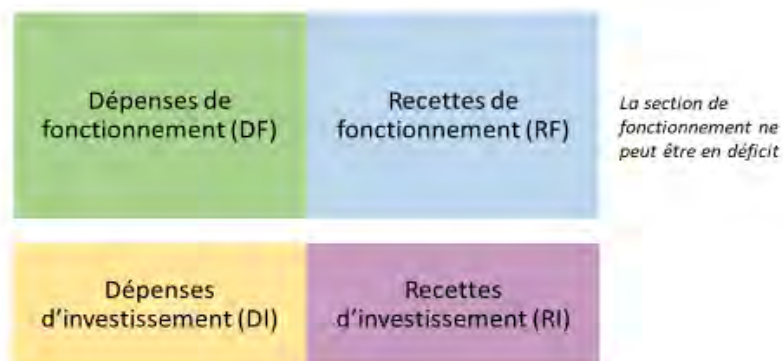 Dépenses de
fonctionnement (DF)
Recettes de
fonctionnement (RF)
La section de
fonctionnement ne
peut être en déficit
Dépenses
d'investissement (DI)
Recettes
d'investissement (RI)